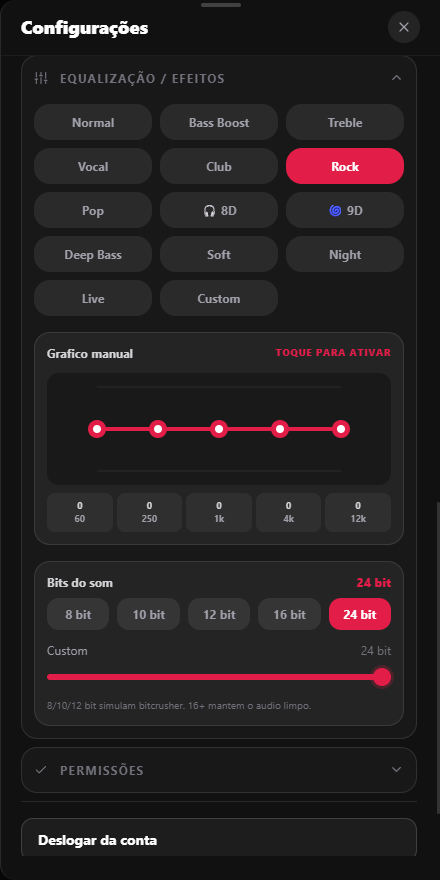 Configurações
EQUALIZAÇÃO / EFEITOS
Normal
Bass Boost
Treble
Vocal
Club
Rock
Pop
🎧 8D
🌀 9D
Deep Bass
Soft
Night
Live
Custom
Grafico manual
TOQUE PARA ATIVAR
0
60
0
250
0
1k
0
4k
0
12k
Bits do som
24 bit
8 bit
10 bit
12 bit
16 bit
24 bit
Custom
24 bit
8/10/12 bit simulam bitcrusher. 16+ mantem o audio limpo.
PERMISSÕES
Deslogar da conta